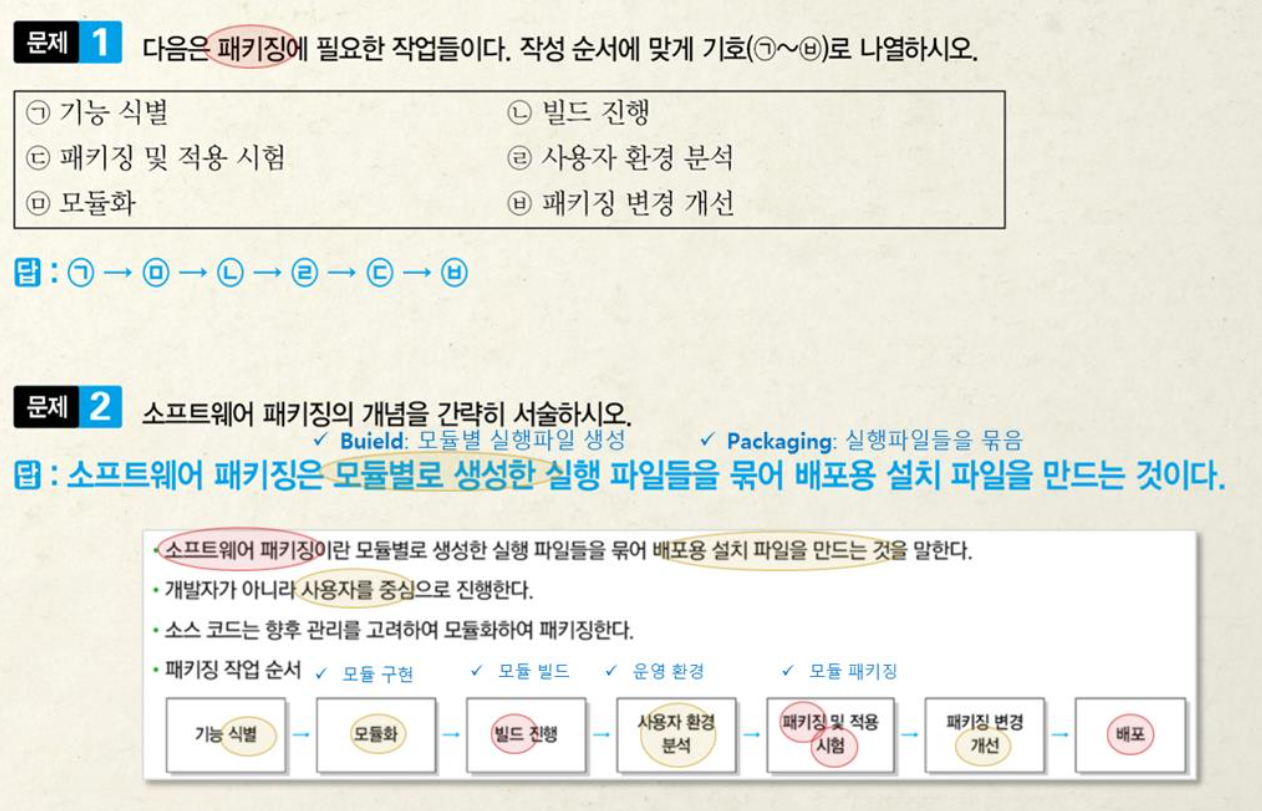 문제 1 다음은 패키징에 필요한 작업들이다. 작성 순서에 맞게 기호(㉠~㉥)로 나열하시오.
㉠ 기능 식별 ㉡ 빌드 진행
㉢ 패키징 및 적용 시험 ㉣ 사용자 환경 분석
㉤ 모듈화 ㉥ 패키징 변경 개선
답 : ㉠ → ㉤ → ㉡ → ㉣ → ㉢ → ㉥
문제 2 소프트웨어 패키징의 개념을 간략히 서술하시오.
✓ Buield: 모듈별 실행파일 생성 ✓ Packaging: 실행파일들을 묶음
답 : 소프트웨어 패키징은 모듈별로 생성한 실행 파일들을 묶어 배포용 설치 파일을 만드는 것이다.
• 소프트웨어 패키징이란 모듈별로 생성한 실행 파일들을 묶어 배포용 설치 파일을 만드는 것을 말한다.
• 개발자가 아니라 사용자를 중심으로 진행한다.
• 소스 코드는 향후 관리를 고려하여 모듈화하여 패키징한다.
• 패키징 작업 순서 ✓ 모듈 구현 ✓ 모듈 빌드 ✓ 운영 환경 ✓ 모듈 패키징
기능 식별 → 모듈화 → 빌드 진행 → 사용자 환경 분석 → 패키징 및 적용 시험 → 패키징 변경 개선 → 배포